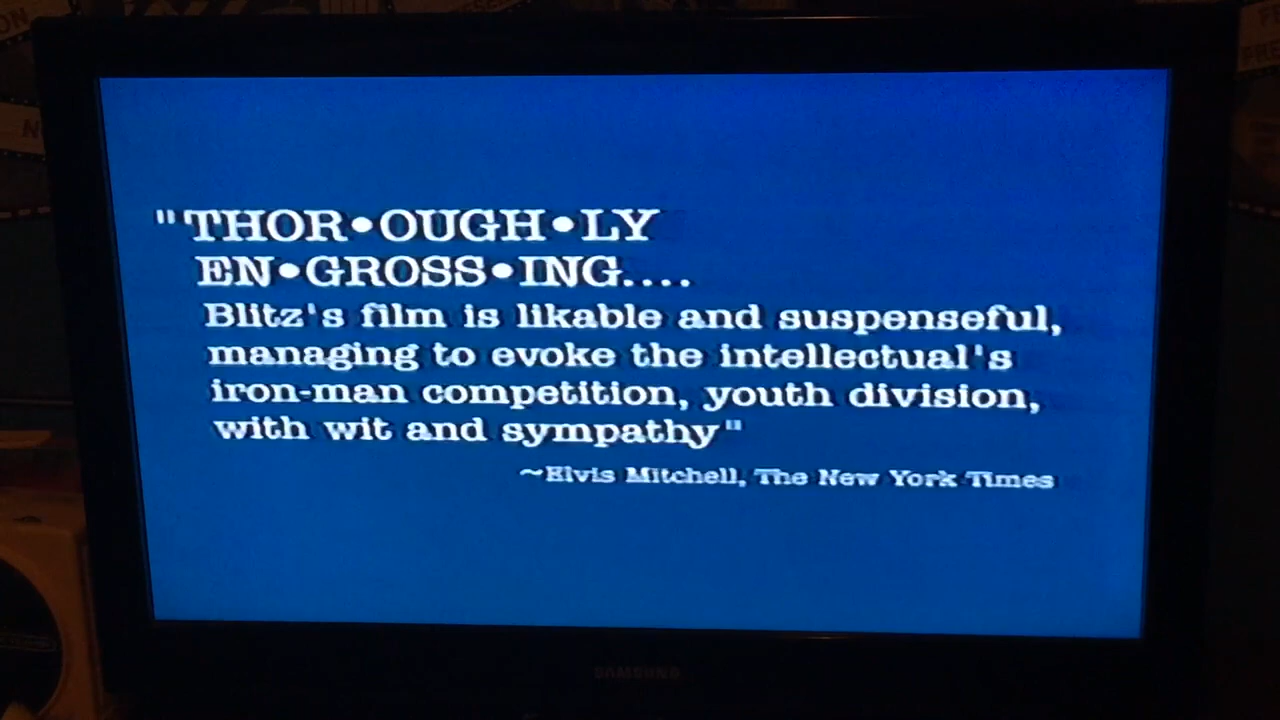 "THOR•OUGH•LY
EN•GROSS•ING....
Blitz's film is likable and suspenseful,
managing to evoke the intellectual's
iron-man competition, youth division,
with wit and sympathy"
~Elvis Mitchell, The New York Times
SAMSUNG